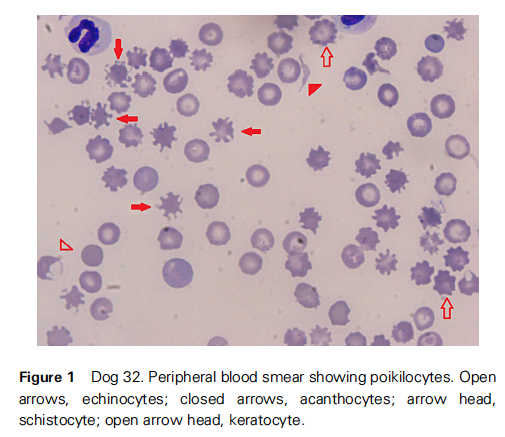 Figure 1 Dog 32. Peripheral blood smear showing poikilocytes. Open
arrows, echinocytes; closed arrows, acanthocytes; arrow head,
schistocyte; open arrow head, keratocyte.